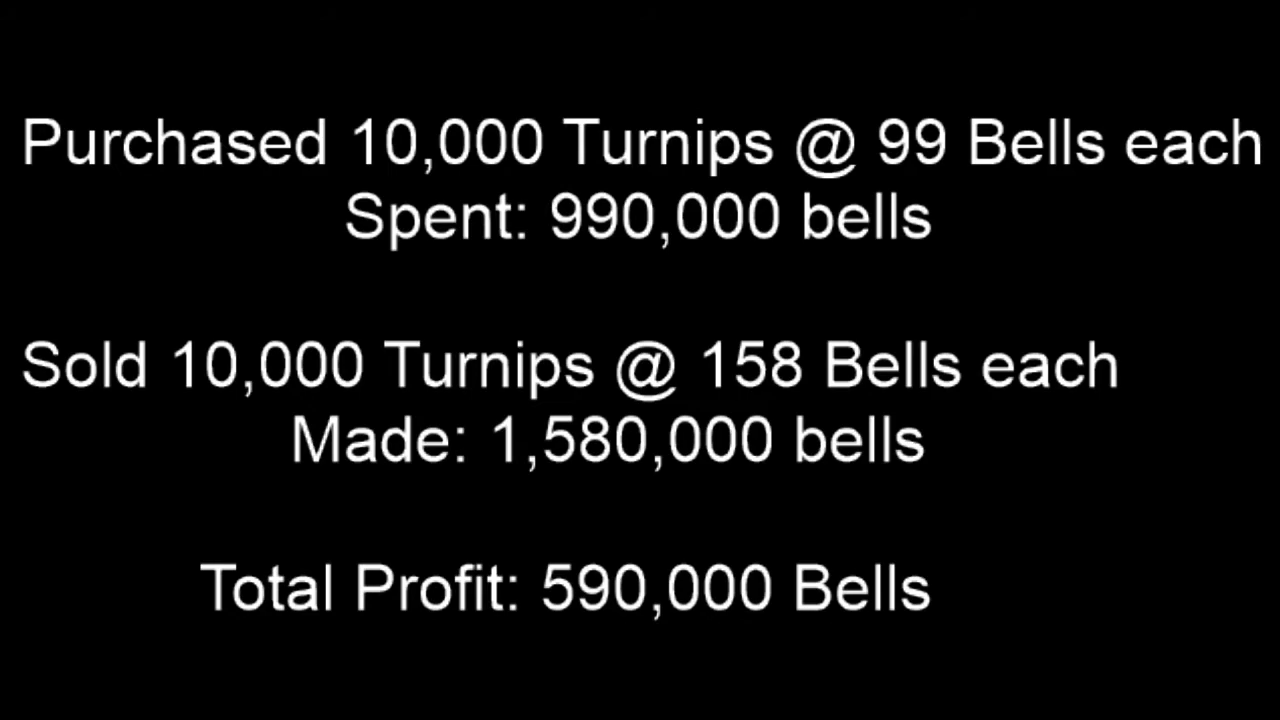 Purchased 10,000 Turnips @ 99 Bells each
Spent: 990,000 bells
Sold 10,000 Turnips @ 158 Bells each
Made: 1,580,000 bells
Total Profit: 590,000 Bells